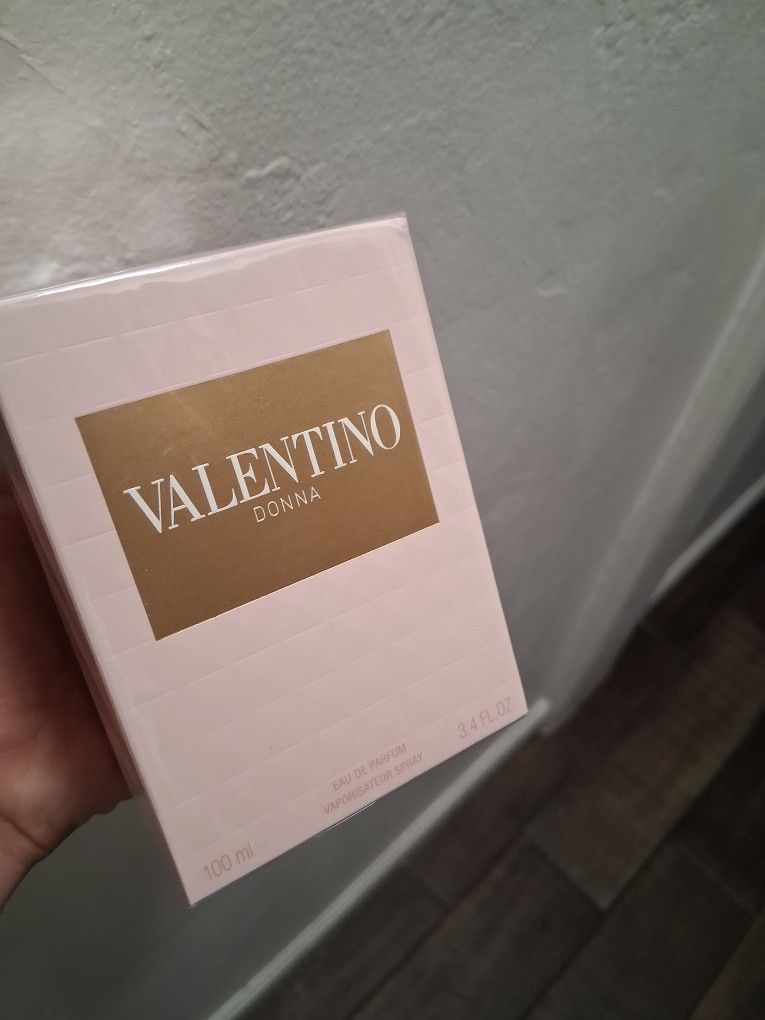 VALENTINO
DONNA
EAU DE PARFUM
VAPORISATEUR SPRAY
100 ml
3.4 FL.OZ